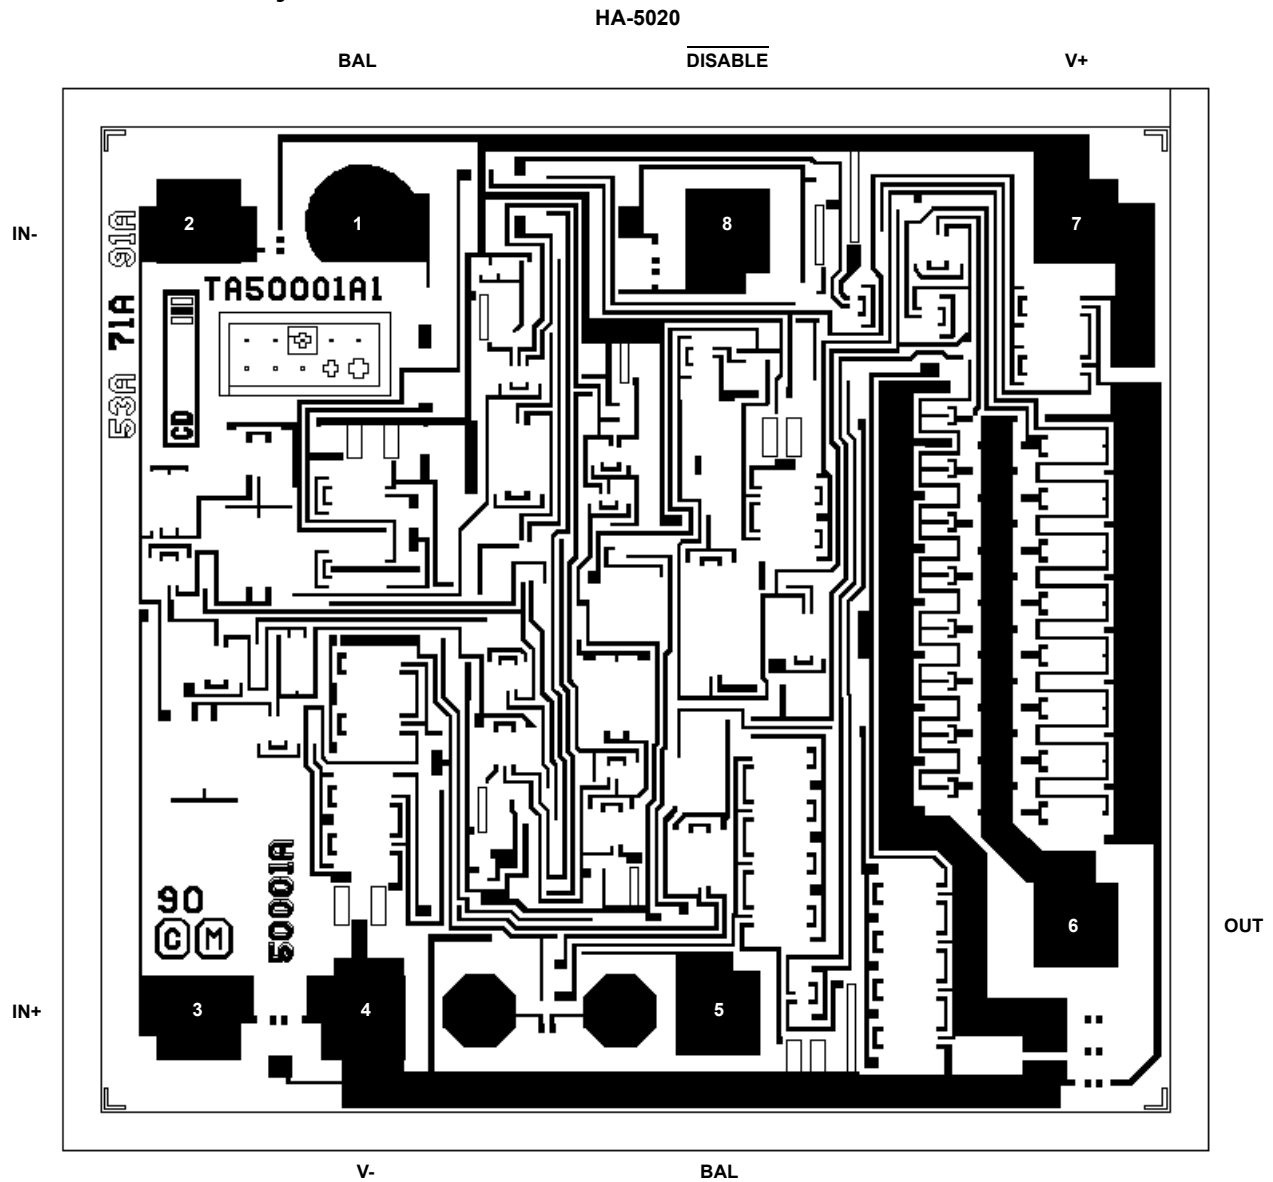 HA-5020
BAL
DISABLE
V+
2
1
8
7
IN-
91A
TA50001A1
71A
53A
CD
50001A
90
C M
6
OUT
3
4
5
IN+
V-
BAL